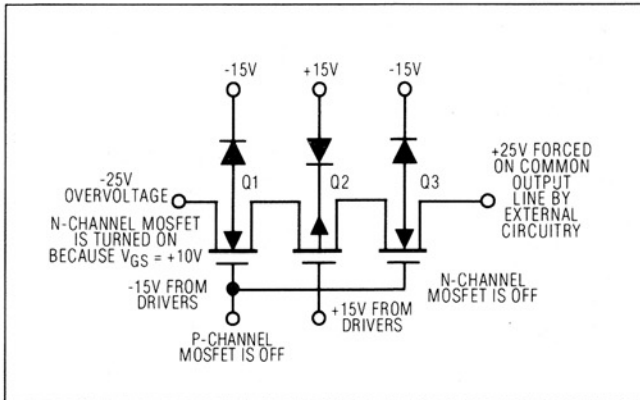 -15V
+15V
-15V
-25V
OVERVOLTAGE
Q1
Q2
Q3
+25V FORCED
ON COMMON
OUTPUT
LINE BY
EXTERNAL
CIRCUITRY
N-CHANNEL MOSFET
IS TURNED ON
BECAUSE VGS = +10V
-15V FROM
DRIVERS
+15V FROM
DRIVERS
N-CHANNEL
MOSFET IS OFF
P-CHANNEL
MOSFET IS OFF